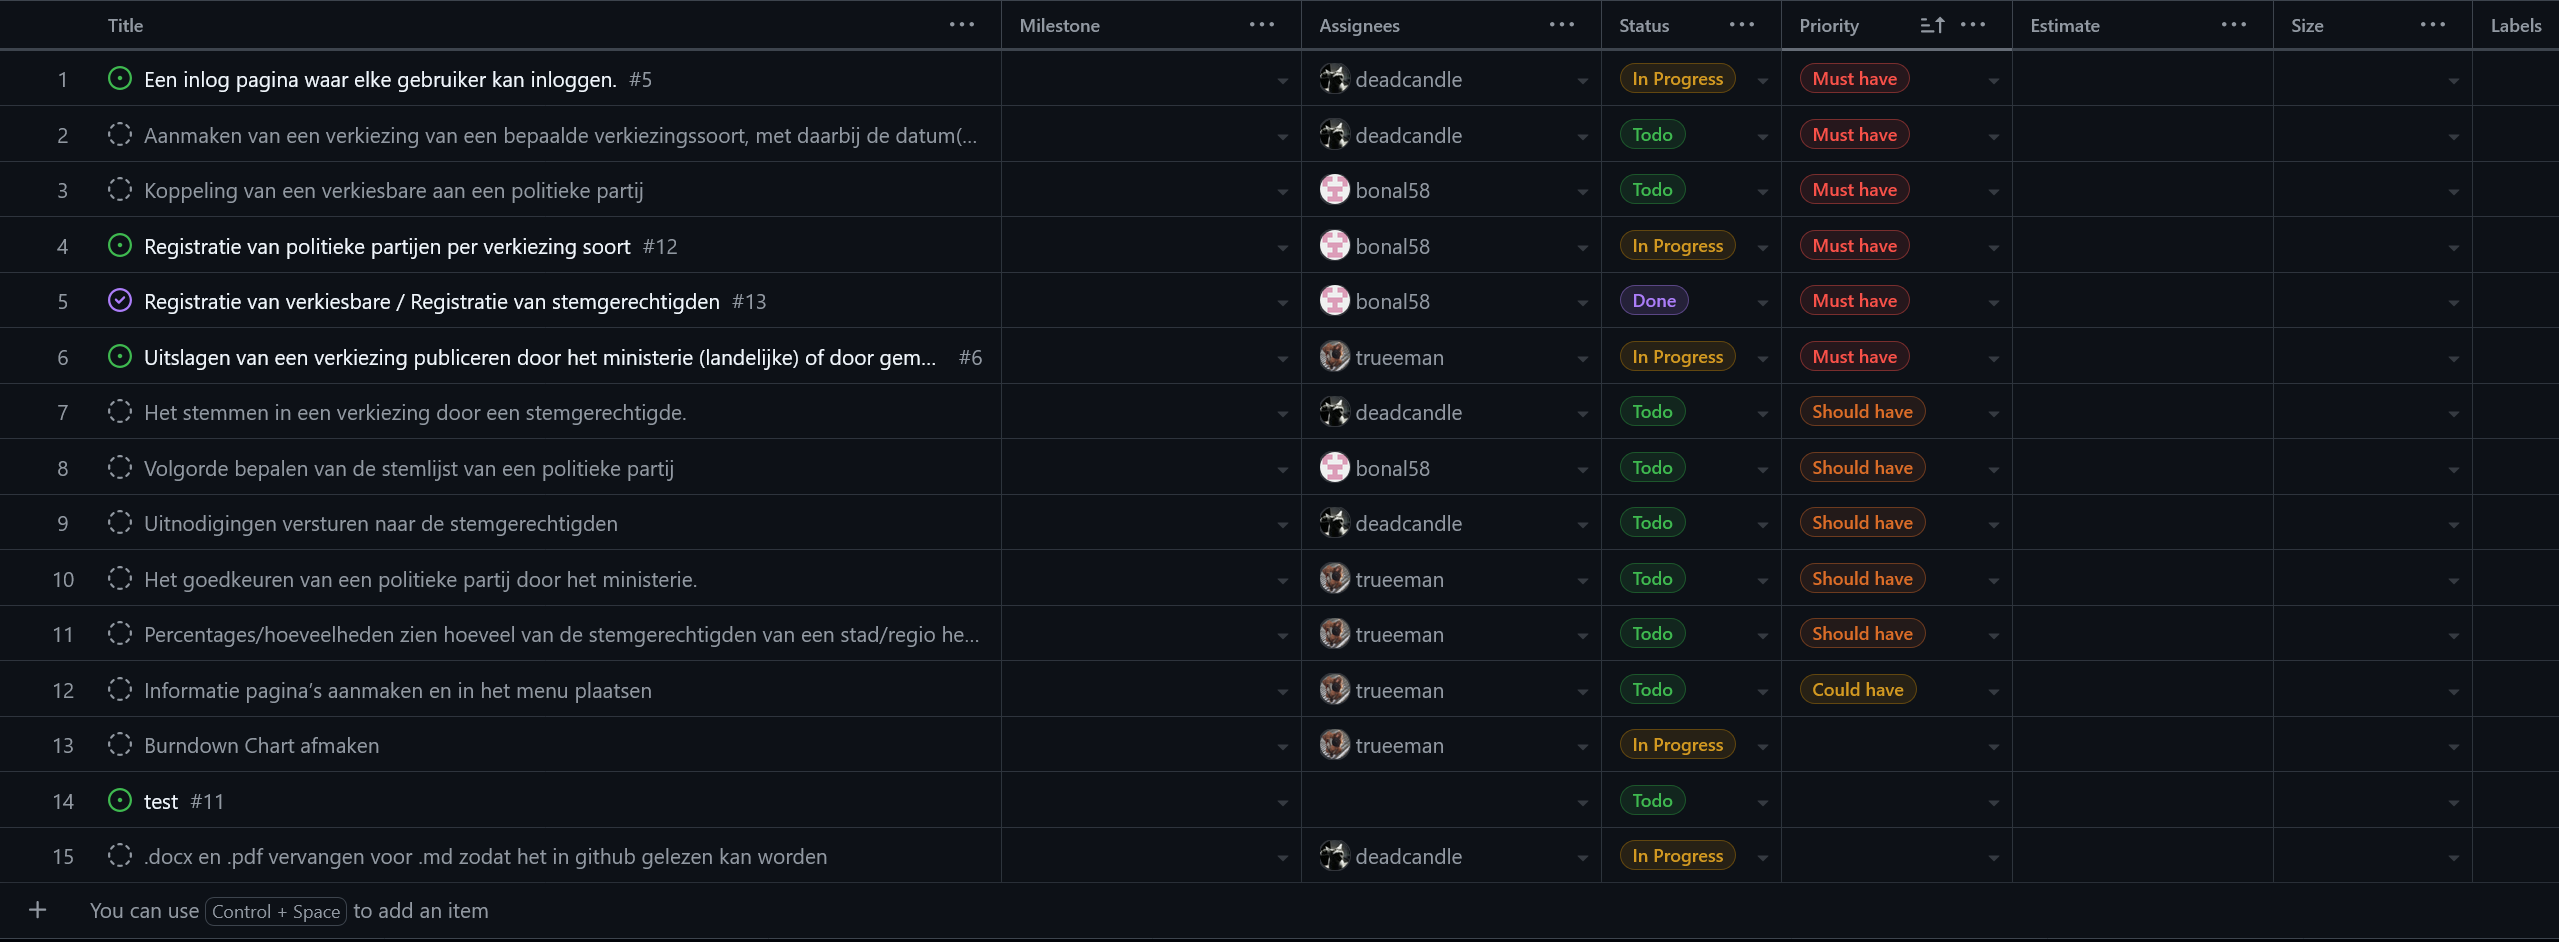 Title Milestone Assignees Status Priority Estimate Size Labels
1 Een inlog pagina waar elke gebruiker kan inloggen. #5 deadcandle In Progress Must have
2 Aanmaken van een verkiezing van een bepaalde verkiezingssoort, met daarbij de datum(... deadcandle Todo Must have
3 Koppeling van een verkiesbare aan een politieke partij bonal58 Todo Must have
4 Registratie van politieke partijen per verkiezing soort #12 bonal58 In Progress Must have
5 Registratie van verkiesbare / Registratie van stemgerechtigden #13 bonal58 Done Must have
6 Uitslagen van een verkiezing publiceren door het ministerie (landelijke) of door gem... #6 trueeman In Progress Must have
7 Het stemmen in een verkiezing door een stemgerechtigde. deadcandle Todo Should have
8 Volgorde bepalen van de stemlijst van een politieke partij bonal58 Todo Should have
9 Uitnodigingen versturen naar de stemgerechtigden deadcandle Todo Should have
10 Het goedkeuren van een politieke partij door het ministerie. trueeman Todo Should have
11 Percentages/hoeveelheden zien hoeveel van de stemgerechtigden van een stad/regio he... trueeman Todo Should have
12 Informatie pagina's aanmaken en in het menu plaatsen trueeman Todo Could have
13 Burndown Chart afmaken trueeman In Progress
14 test #11 Todo
15 .docx en .pdf vervangen voor .md zodat het in github gelezen kan worden deadcandle In Progress
+ You can use Control + Space to add an item